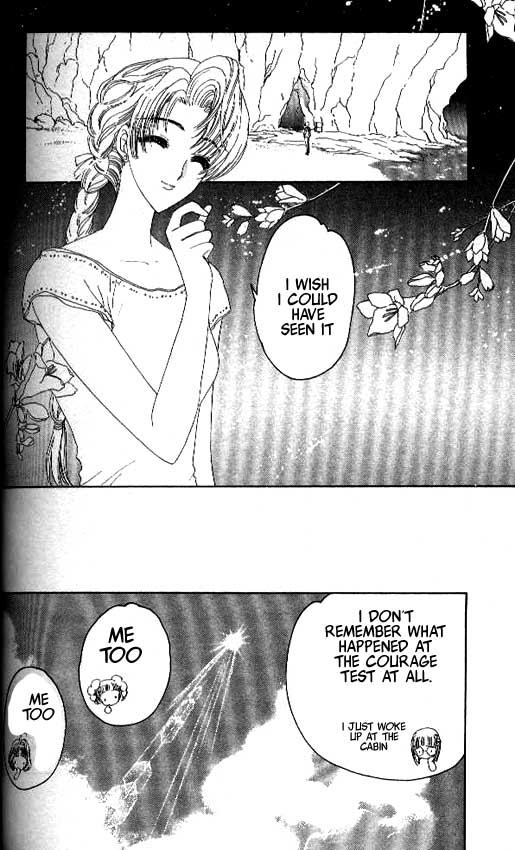 I WISH
I COULD
HAVE
SEEN IT
I DON'T
REMEMBER WHAT
HAPPENED AT
THE COURAGE
TEST AT ALL.
I JUST WOKE
UP AT THE
CABIN
ME
TOO
ME
TOO